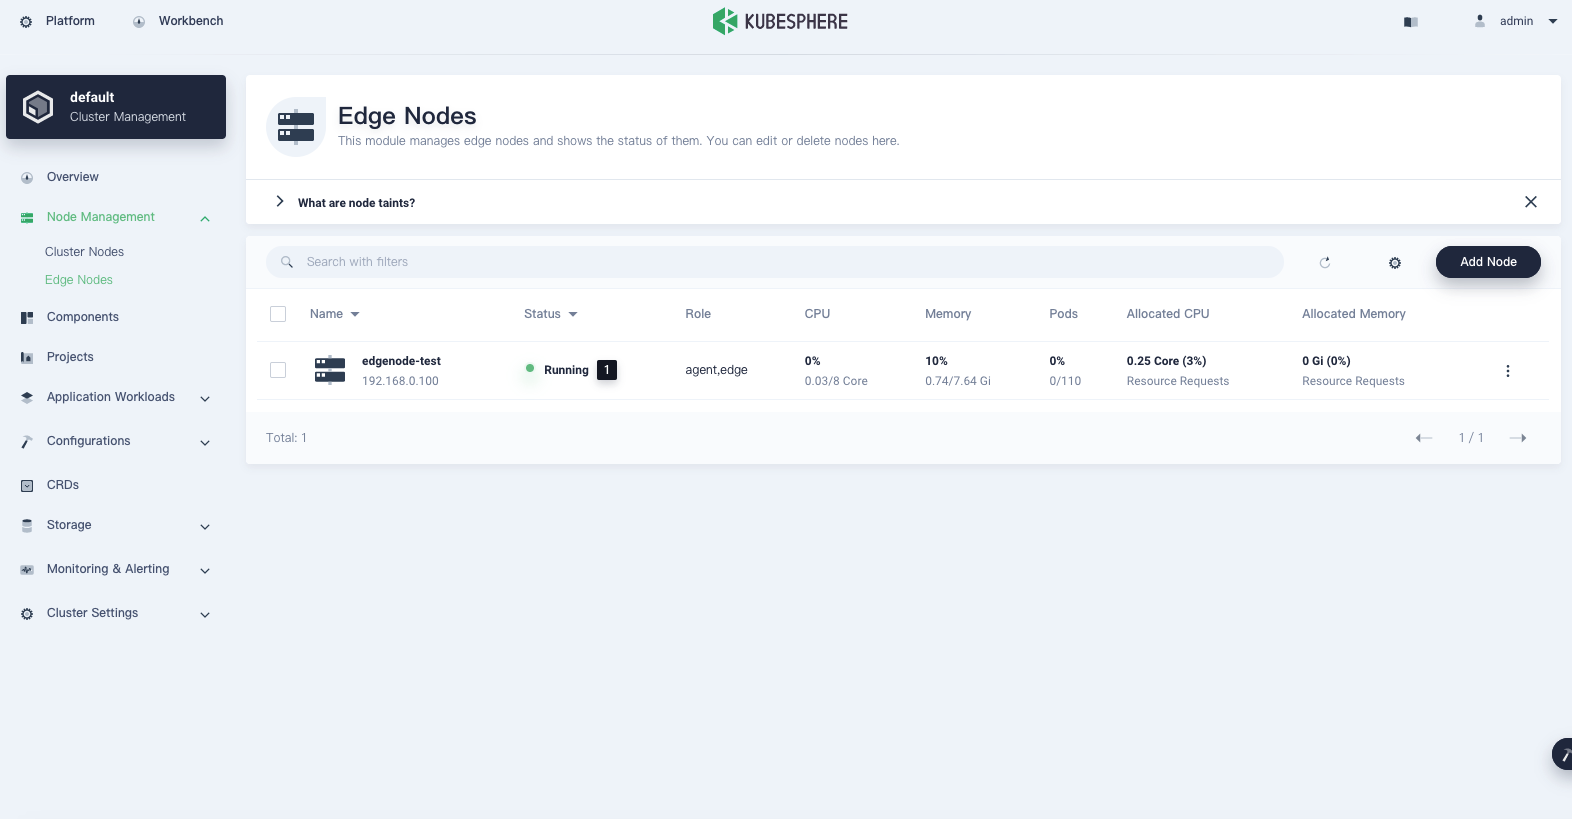 Platform
Workbench
KUBESPHERE
admin
default
Cluster Management
Overview
Node Management
Cluster Nodes
Edge Nodes
Components
Projects
Application Workloads
Configurations
CRDs
Storage
Monitoring & Alerting
Cluster Settings
Edge Nodes
This module manages edge nodes and shows the status of them. You can edit or delete nodes here.
What are node taints?
Search with filters
Add Node
Name Status Role CPU Memory Pods Allocated CPU Allocated Memory
edgenode-test Running 1 agent,edge 0% 10% 0% 0.25 Core (3%) 0 Gi (0%)
192.168.0.100 0.03/8 Core 0.74/7.64 Gi 0/110 Resource Requests Resource Requests
Total: 1
1 / 1